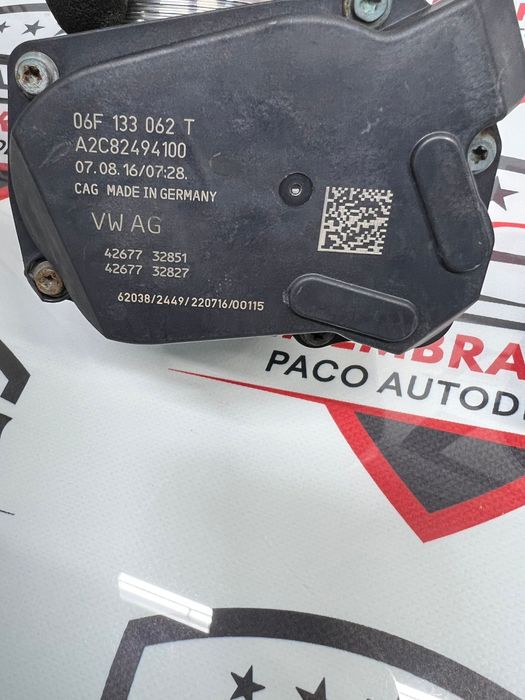 06F 133 062 T
A2C82494100
07.08.16/07:28.
CAG MADE IN GERMANY
VW AG
42677 32851
42677 32827
62038/2449/220716/00115
PACO AUTOD